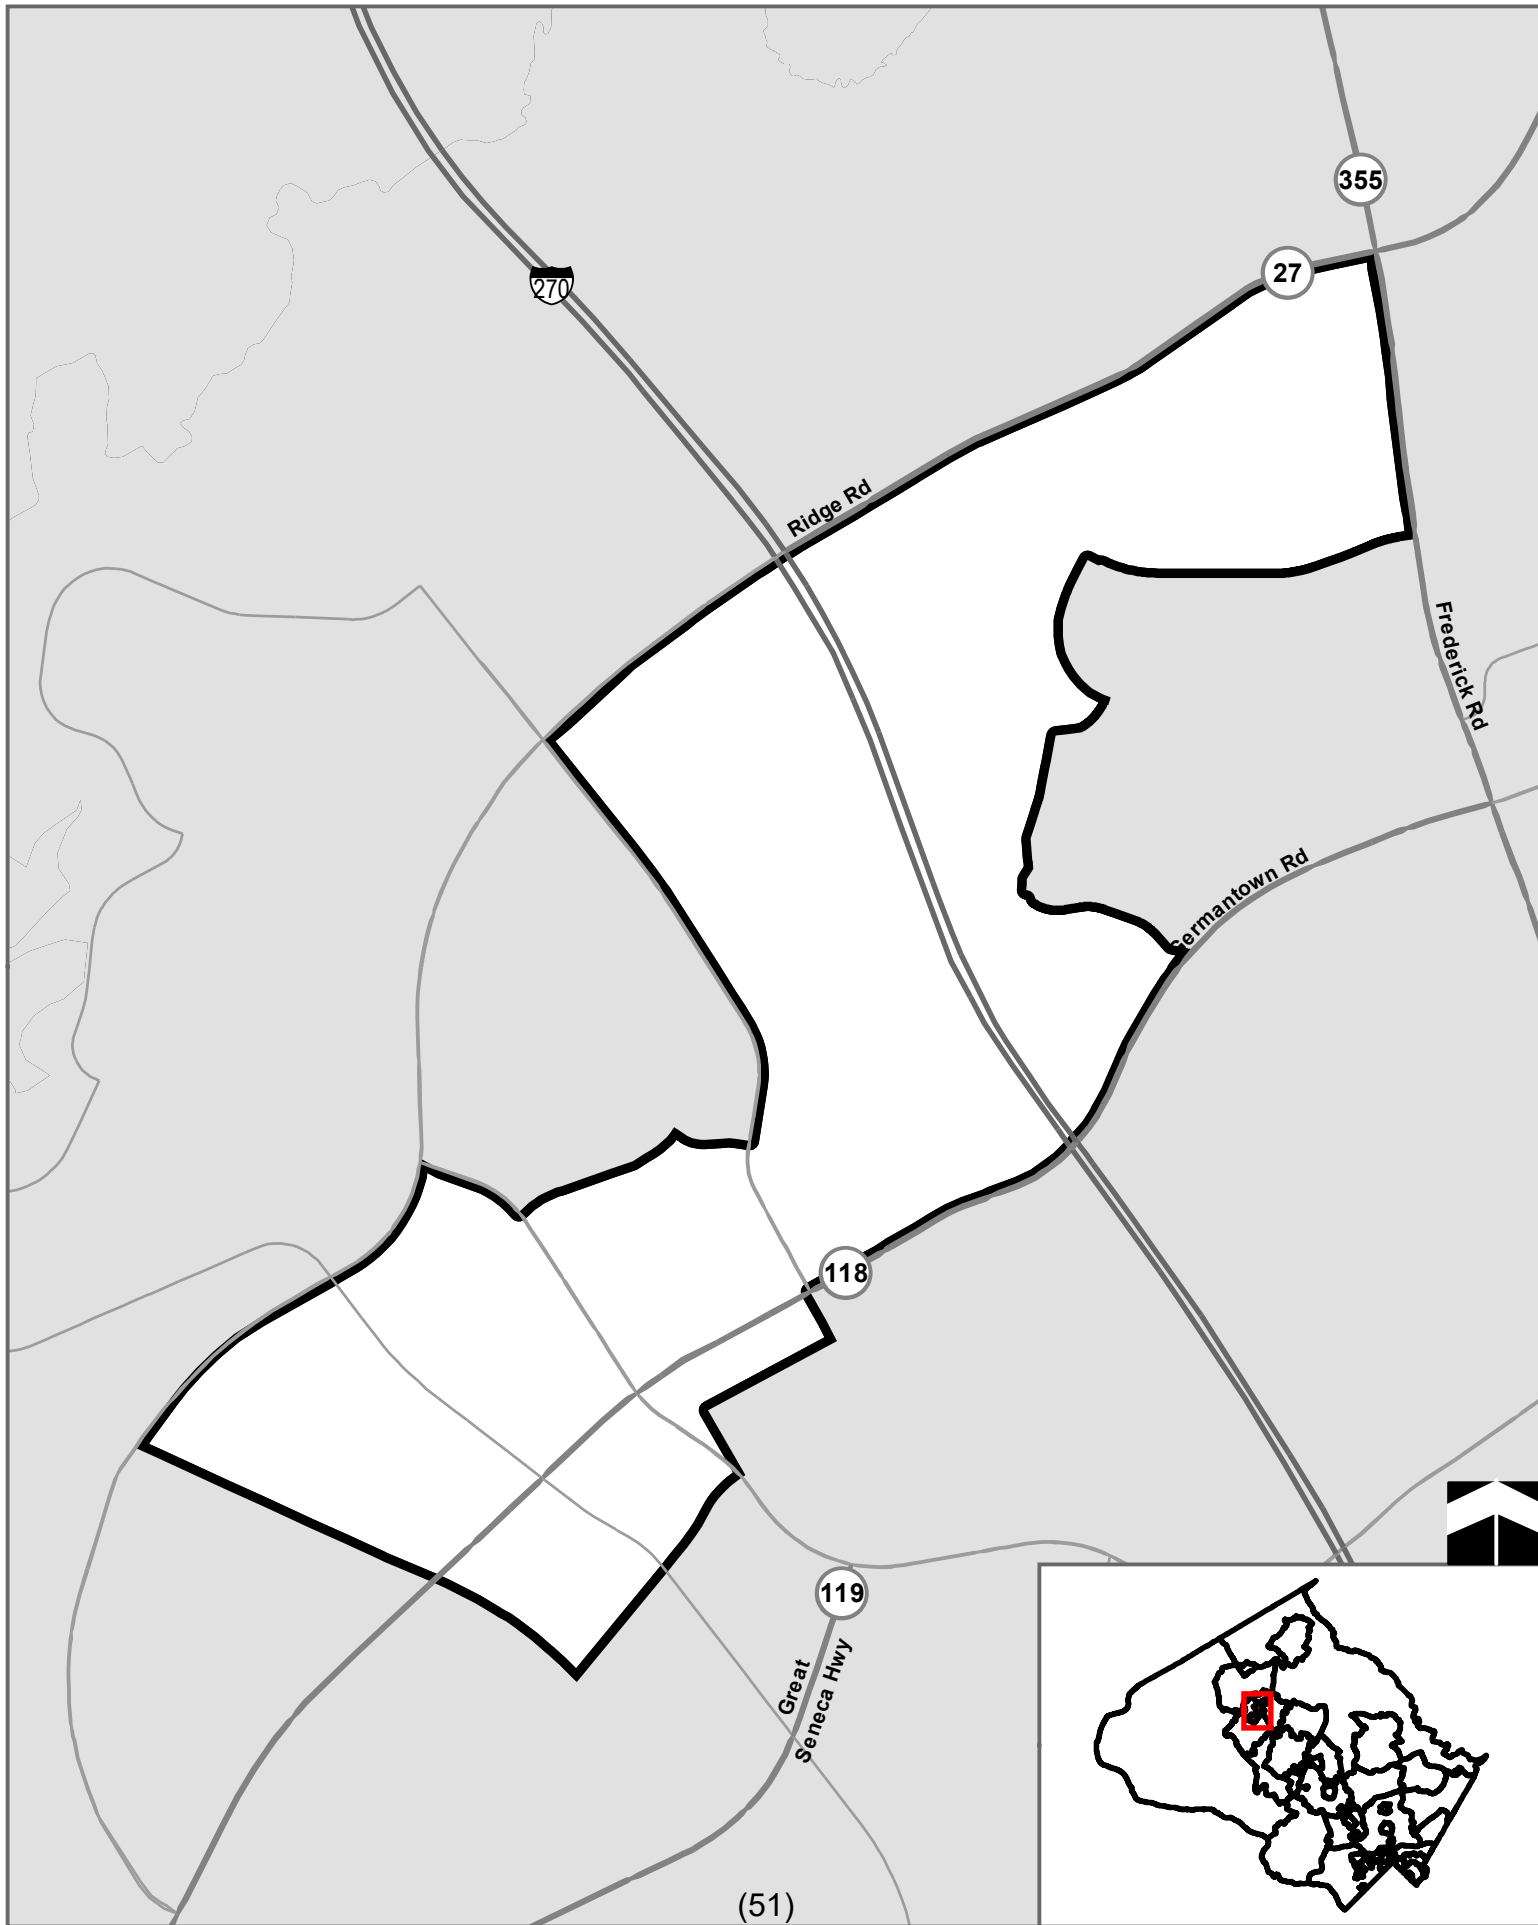 355
27
270
Ridge Rd
Frederick Rd
Germantown Rd
118
119
Great
Seneca Hwy
(51)